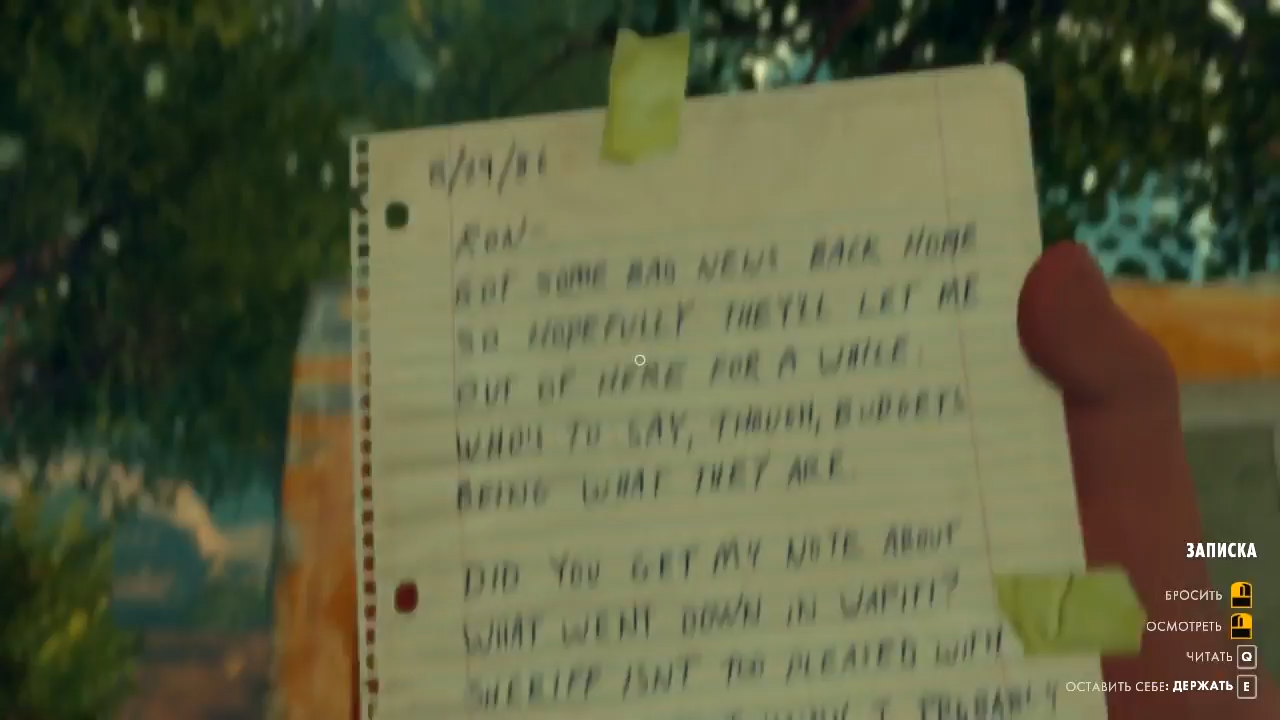 RON-
GOT SOME BAD NEWS BACK HOME
SO HOPEFULLY THEY'LL LET ME
OUT OF HERE FOR A WHILE.
WHO'S TO SAY, THOUGH, BUDGETS
BEING WHAT THEY ARE.
DID YOU GET MY NOTE ABOUT
WHAT WENT DOWN IN WAPITI?
SHERIFF ISN'T TOO PLEASED WITH
I PROBABLY
ЗАПИСКА
БРОСИТЬ
ОСМОТРЕТЬ
ЧИТАТЬ Q
ОСТАВИТЬ СЕБЕ: ДЕРЖАТЬ E